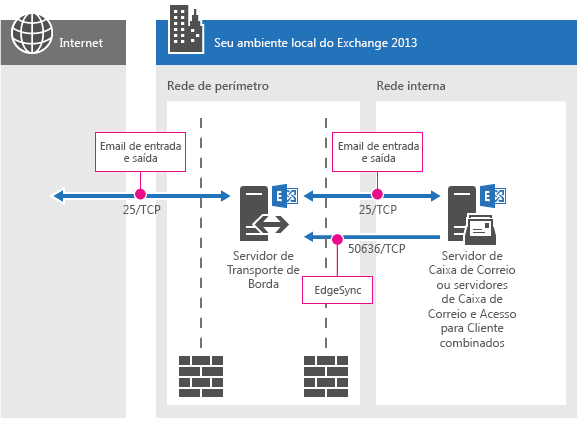 Internet
Seu ambiente local do Exchange 2013
Rede de perímetro
Rede interna
Email de entrada
e saída
Email de entrada
e saída
25/TCP
25/TCP
50636/TCP
Servidor de
Transporte de
Borda
EdgeSync
Servidor de
Caixa de Correio
ou servidores
de Caixa de
Correio e Acesso
para Cliente
combinados